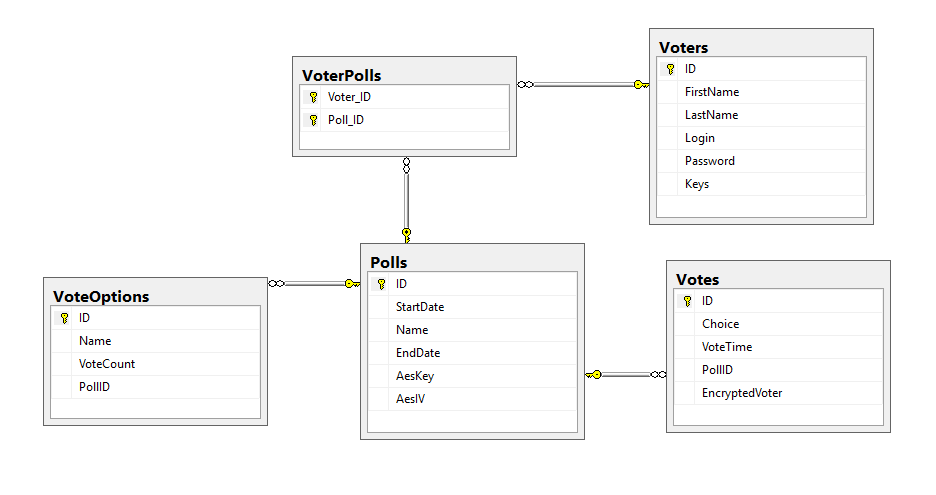 VoterPolls
Voter_ID
Poll_ID
Voters
ID
FirstName
LastName
Login
Password
Keys
VoteOptions
ID
Name
VoteCount
PollID
Polls
ID
StartDate
Name
EndDate
AesKey
AesIV
Votes
ID
Choice
VoteTime
PollID
EncryptedVoter